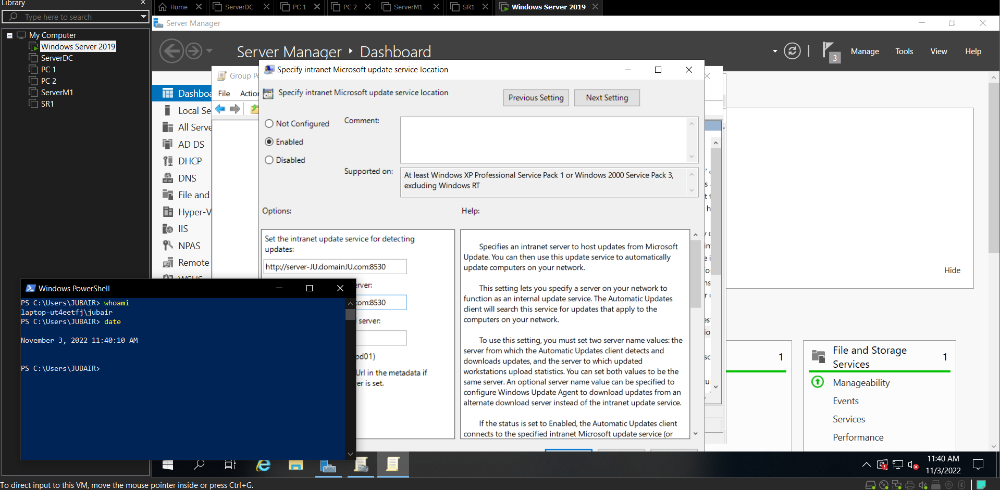 Library
Type here to search
My Computer
Windows Server 2019
ServerDC
PC 1
PC 2
ServerM1
SR1
Home
ServerDC
PC 1
PC 2
ServerM1
SR1
Windows Server 2019
Server Manager
Server Manager
Dashboard
3
Manage
Tools
View
Help
Dashboa
Local Se
All Serve
AD DS
DHCP
DNS
File and
Hyper-V
IIS
NPAS
Remote
WSUS
Group Po
File
Action
Specify intranet Microsoft update service location
Specify intranet Microsoft update service location
Previous Setting
Next Setting
Not Configured
Enabled
Disabled
Comment:
Supported on:
At least Windows XP Professional Service Pack 1 or Windows 2000 Service Pack 3,
excluding Windows RT
Options:
Help:
Set the intranet update service for detecting
updates:
http://server-JU.domainJU.com:8530
erver:
com:8530
server:
pd01)
Url in the metadata if
er is set.
Specifies an intranet server to host updates from Microsoft
Update. You can then use this update service to automatically
update computers on your network.
This setting lets you specify a server on your network to
function as an internal update service. The Automatic Updates
client will search this service for updates that apply to the
computers on your network.
To use this setting, you must set two server name values: the
server from which the Automatic Updates client detects and
downloads updates, and the server to which updated
workstations upload statistics. You can set both values to be the
same server. An optional server name value can be specified to
configure Windows Update Agent to download updates from an
alternate download server instead of the intranet update service.
If the status is set to Enabled, the Automatic Updates client
connects to the specified intranet Microsoft update service (or
Hide
1
File and Storage
Services
1
Manageability
Events
Services
Performance
Windows PowerShell
PS C:\Users\JUBAIR> whoami
laptop-ut4eetfj\jubair
PS C:\Users\JUBAIR> date
November 3, 2022 11:40:10 AM
PS C:\Users\JUBAIR>
11:40 AM
11/3/2022
To direct input to this VM, move the mouse pointer inside or press Ctrl+G.